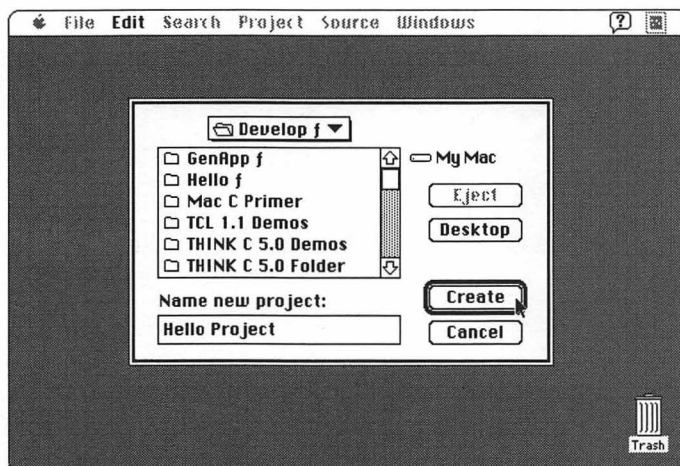 File Edit Search Project Source Windows
Develop ƒ
GenApp ƒ
Hello ƒ
Mac C Primer
TCL 1.1 Demos
THINK C 5.0 Demos
THINK C 5.0 Folder
My Mac
Eject
Desktop
Name new project:
Hello Project
Create
Cancel
Trash